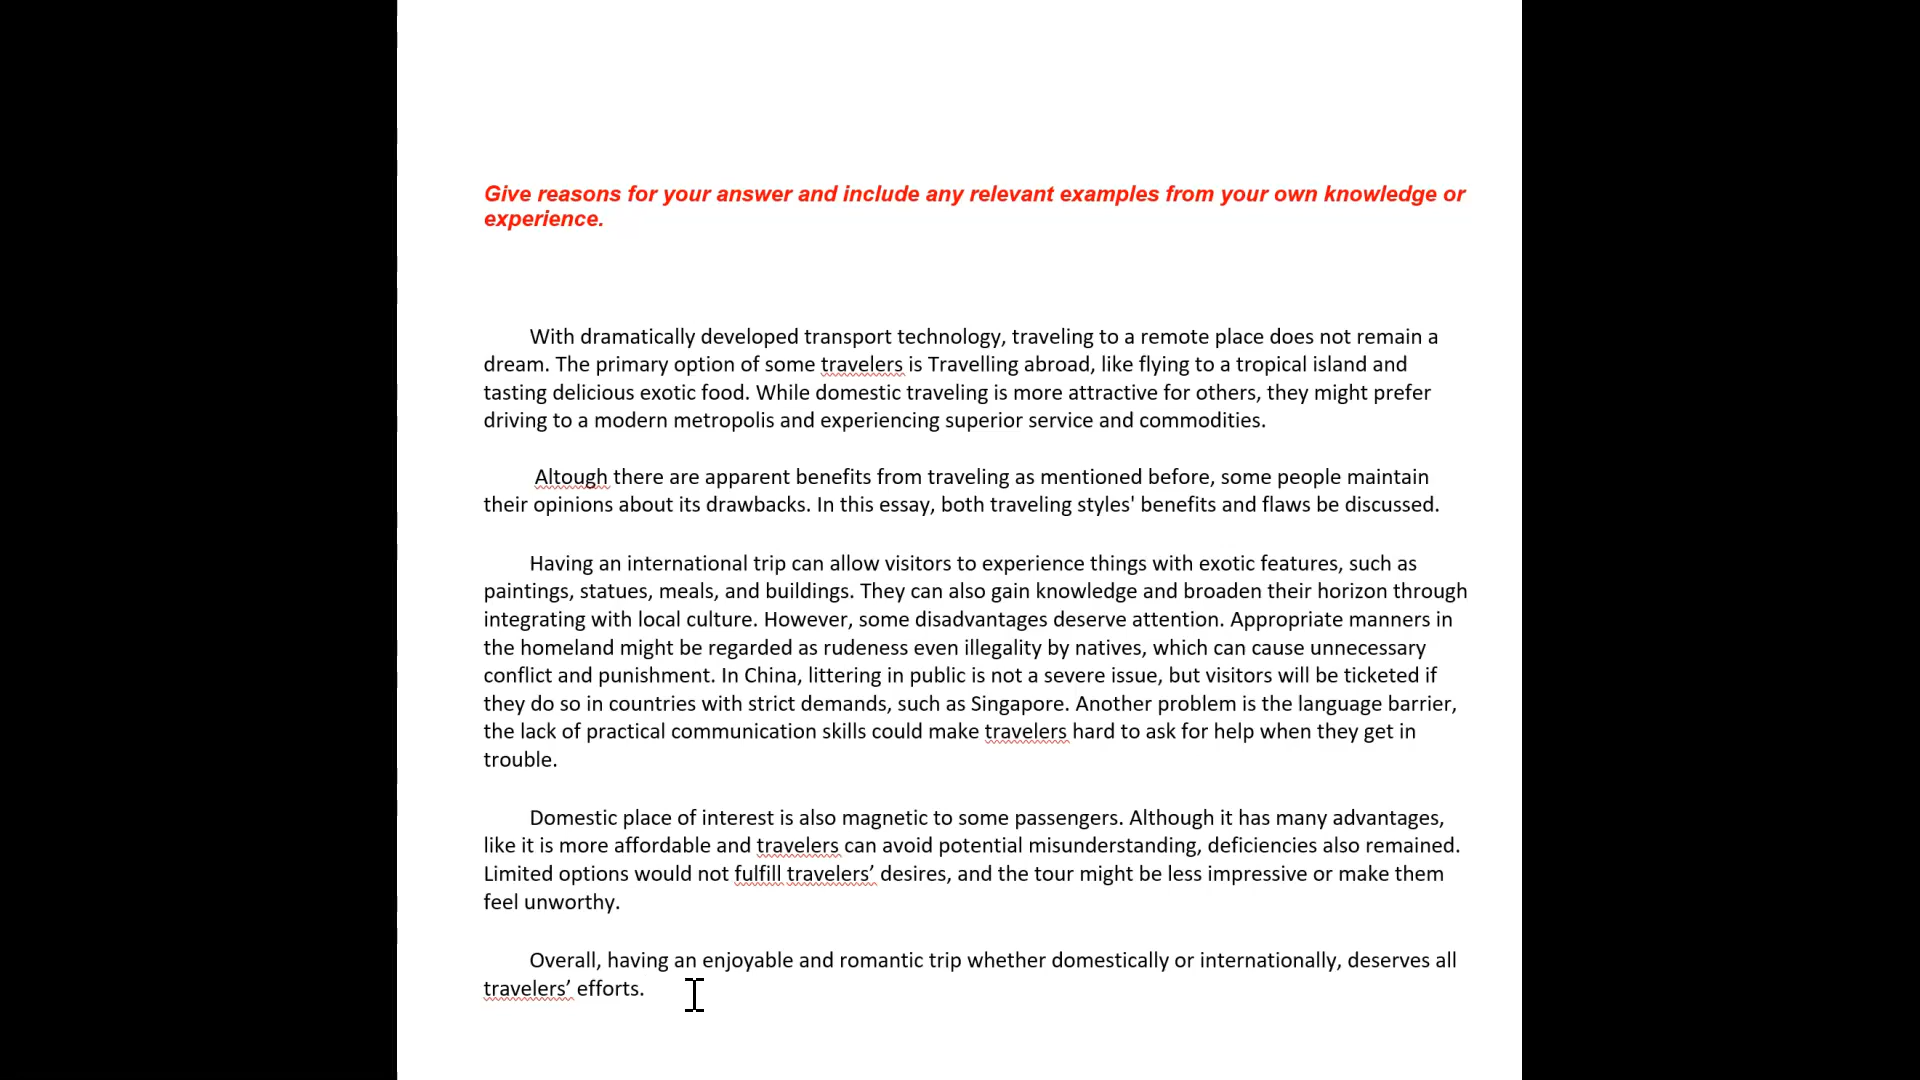 Give reasons for your answer and include any relevant examples from your own knowledge or
experience.
With dramatically developed transport technology, traveling to a remote place does not remain a
dream. The primary option of some travelers is Travelling abroad, like flying to a tropical island and
tasting delicious exotic food. While domestic traveling is more attractive for others, they might prefer
driving to a modern metropolis and experiencing superior service and commodities.
Altough there are apparent benefits from traveling as mentioned before, some people maintain
their opinions about its drawbacks. In this essay, both traveling styles' benefits and flaws be discussed.
Having an international trip can allow visitors to experience things with exotic features, such as
paintings, statues, meals, and buildings. They can also gain knowledge and broaden their horizon through
integrating with local culture. However, some disadvantages deserve attention. Appropriate manners in
the homeland might be regarded as rudeness even illegality by natives, which can cause unnecessary
conflict and punishment. In China, littering in public is not a severe issue, but visitors will be ticketed if
they do so in countries with strict demands, such as Singapore. Another problem is the language barrier,
the lack of practical communication skills could make travelers hard to ask for help when they get in
trouble.
Domestic place of interest is also magnetic to some passengers. Although it has many advantages,
like it is more affordable and travelers can avoid potential misunderstanding, deficiencies also remained.
Limited options would not fulfill travelers’ desires, and the tour might be less impressive or make them
feel unworthy.
Overall, having an enjoyable and romantic trip whether domestically or internationally, deserves all
travelers’ efforts.